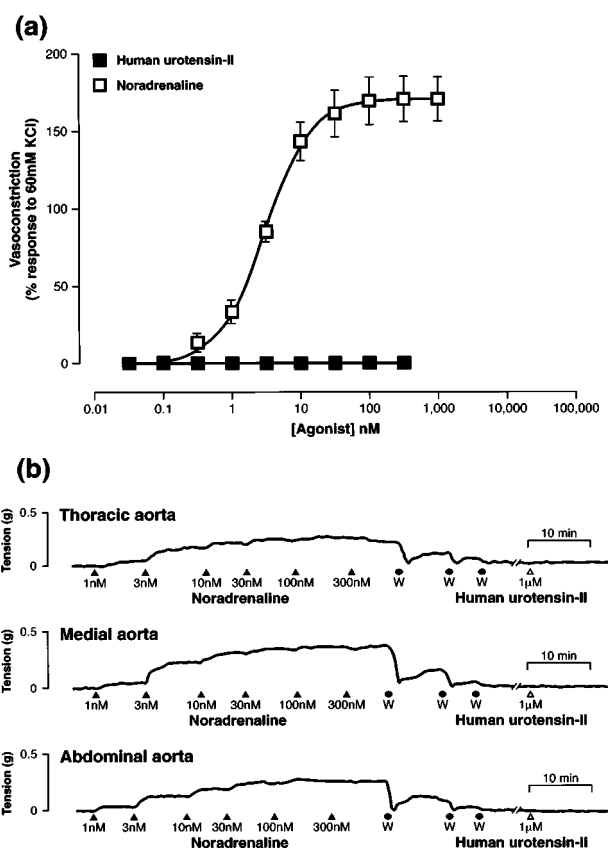 (a)
Human urotensin-II
Noradrenaline
Vasoconstriction
(% response to 60mM KCl)
200
150
100
50
0
0.01 0.1 1 10 100 1,000 10,000 100,000
[Agonist] nM
(b)
Thoracic aorta
Tension (g)
0.5
0
10 min
1nM 3nM 10nM 30nM 100nM 300nM W W W 1μM
Noradrenaline Human urotensin-II
Medial aorta
Tension (g)
0.5
0
10 min
1nM 3nM 10nM 30nM 100nM 300nM W W W 1μM
Noradrenaline Human urotensin-II
Abdominal aorta
Tension (g)
0.5
0
10 min
1nM 3nM 10nM 30nM 100nM 300nM W W W 1μM
Noradrenaline Human urotensin-II